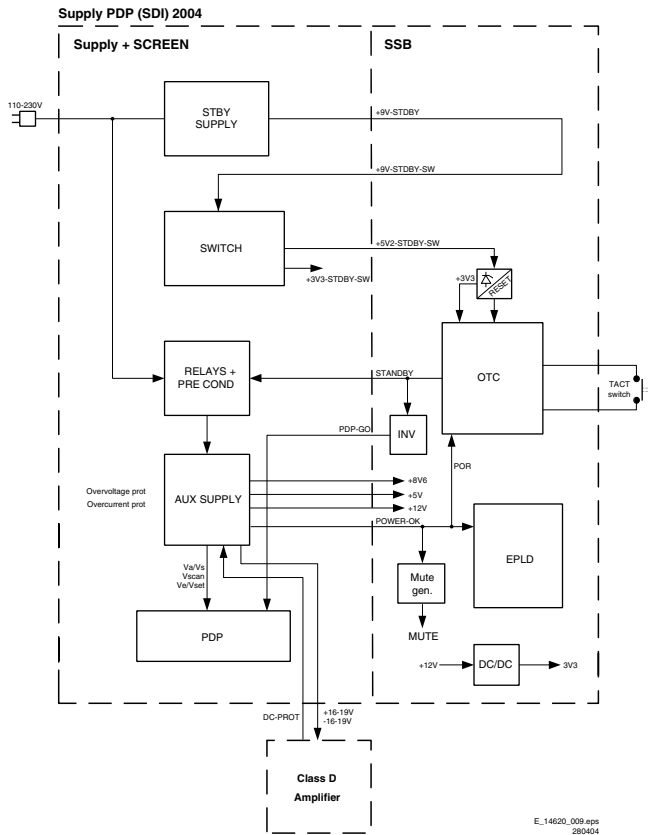 Supply PDP (SDI) 2004
Supply + SCREEN
SSB
110-230V
STBY
SUPPLY
+9V-STDBY
+9V-STDBY-SW
SWITCH
+5V2-STDBY-SW
+3V3-STDBY-SW
+3V3
RESET
RELAYS +
PRE COND
STANDBY
OTC
TACT
switch
PDP-GO
INV
POR
Overvoltage prot
Overcurrent prot
AUX SUPPLY
+8V6
+5V
+12V
POWER-OK
EPLD
Va/Vs
Vscan
Ve/Vset
Mute
gen.
MUTE
PDP
+12V
DC/DC
3V3
DC-PROT
+16-19V
-16-19V
Class D
Amplifier
E_14620_009.eps
280404